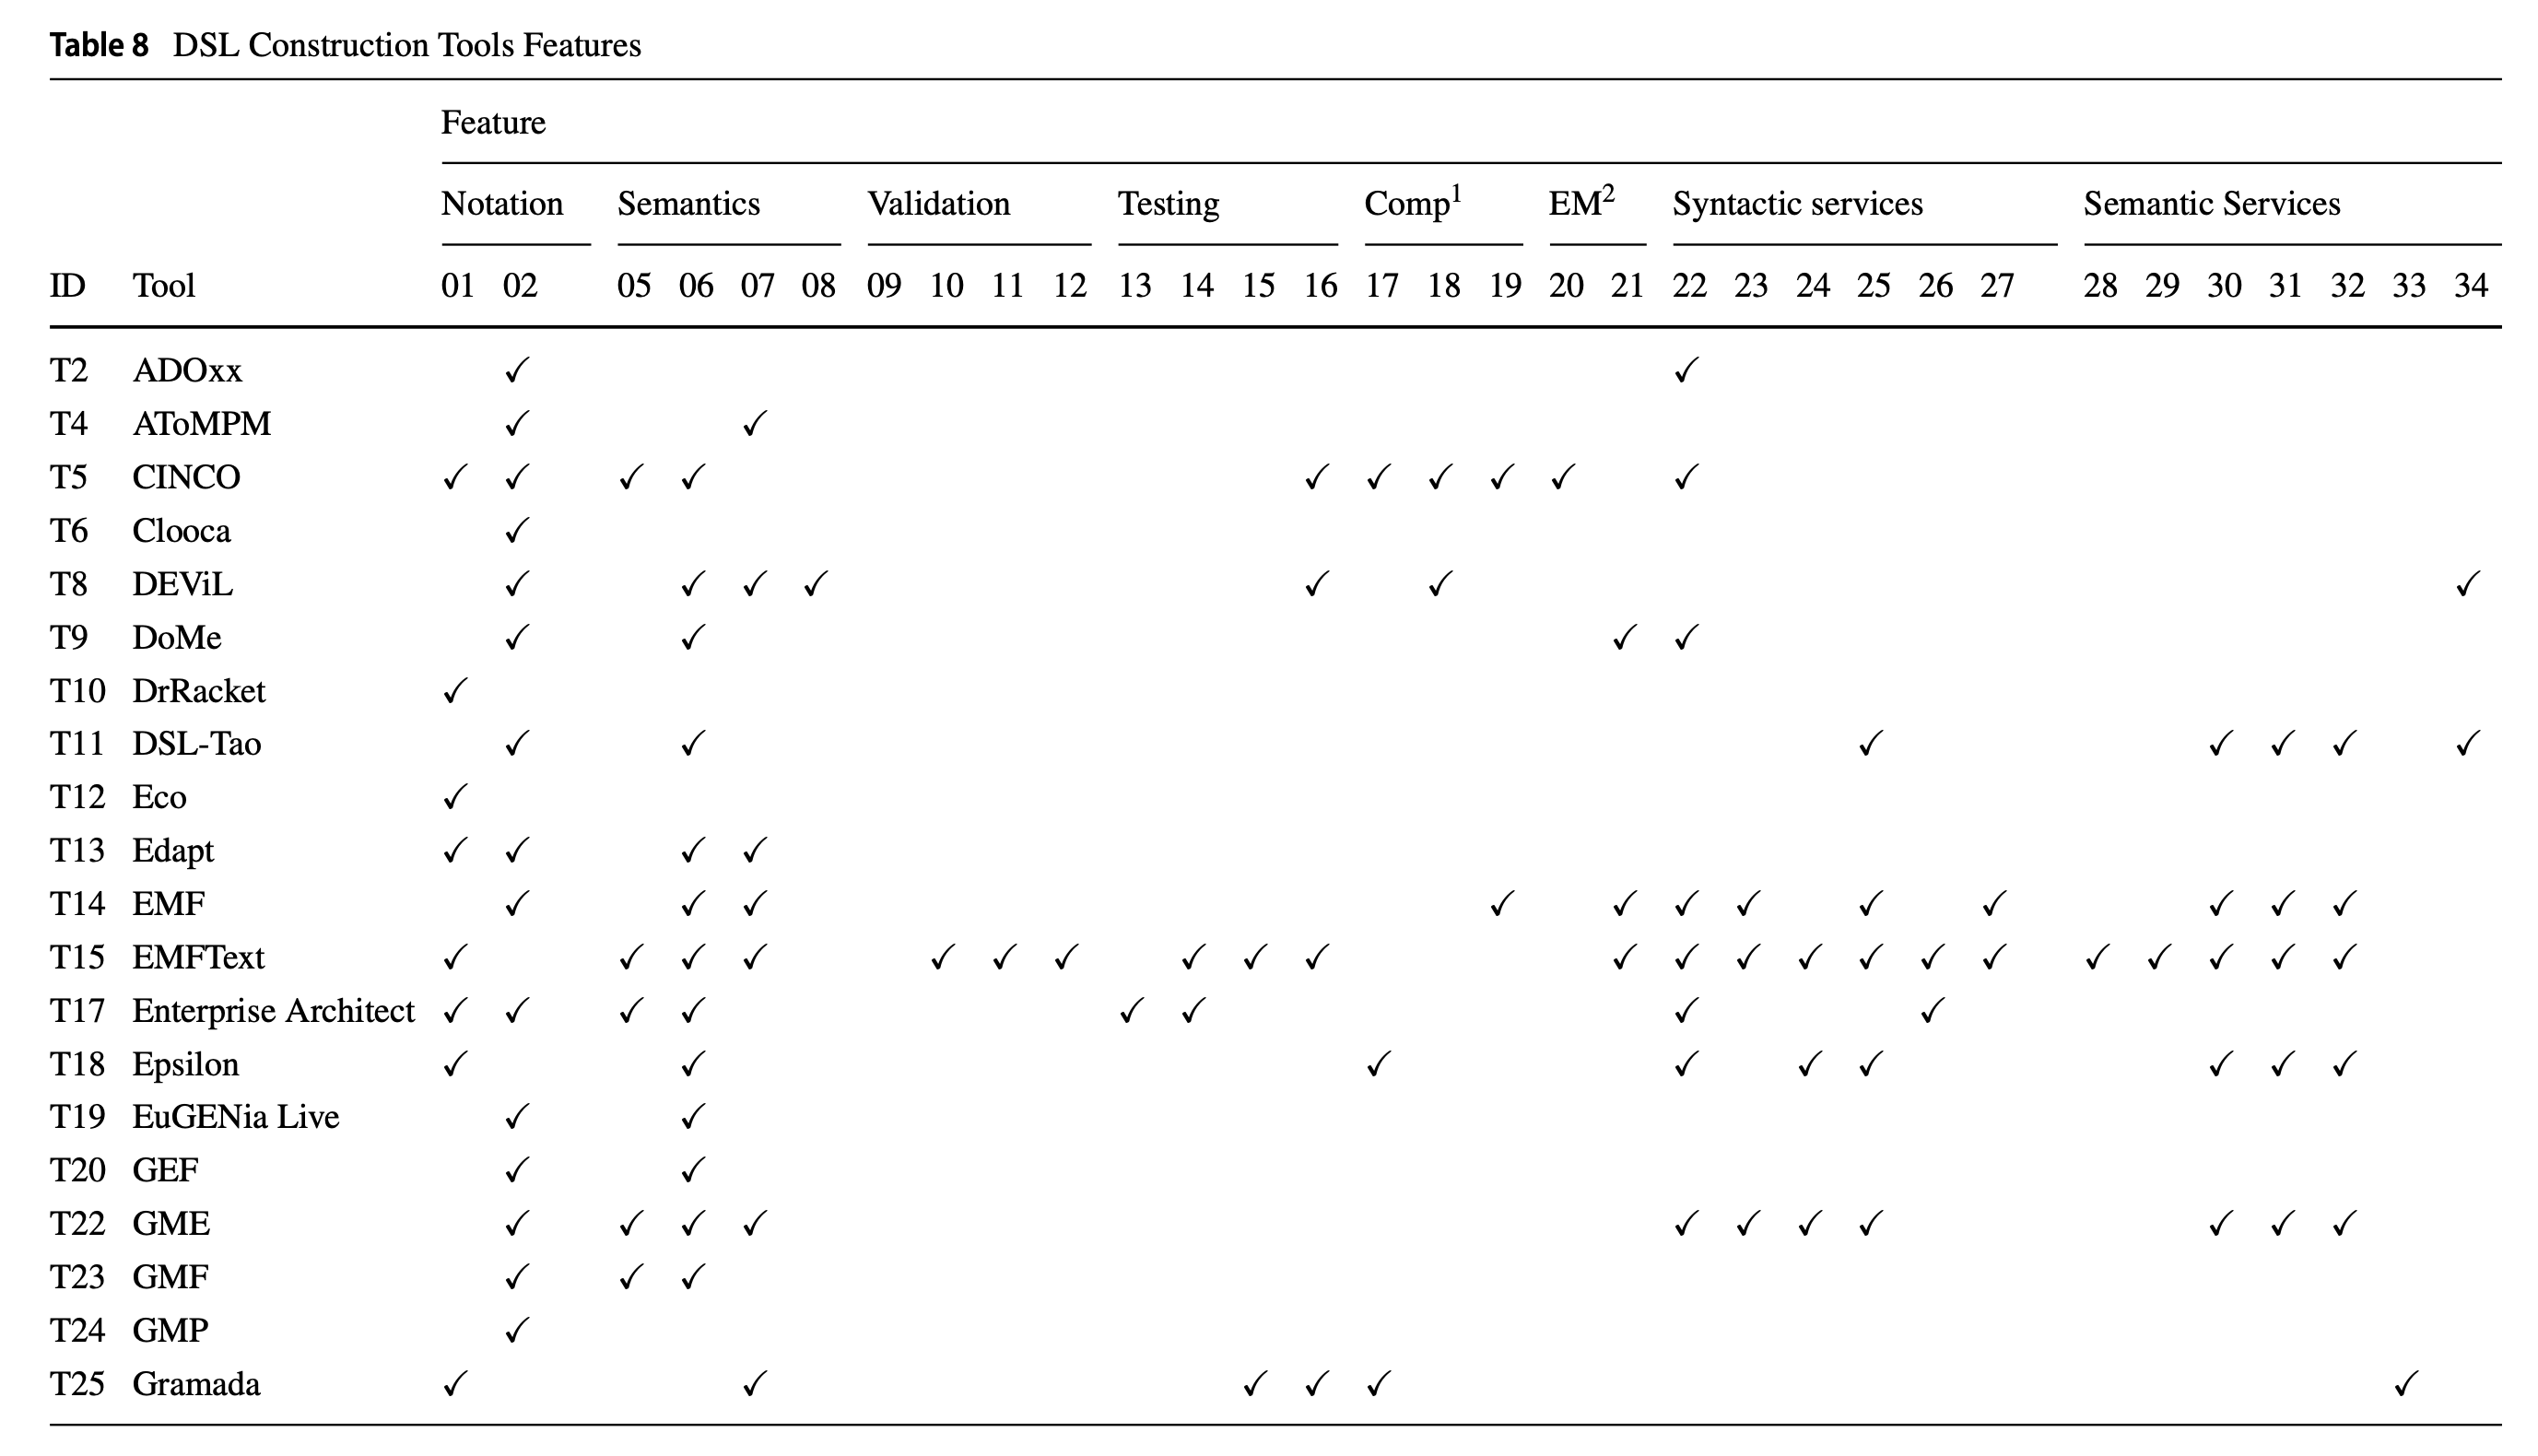 Table 8 DSL Construction Tools Features
Feature
Notation Semantics Validation Testing Comp¹ EM² Syntactic services Semantic Services
ID Tool 01 02 05 06 07 08 09 10 11 12 13 14 15 16 17 18 19 20 21 22 23 24 25 26 27 28 29 30 31 32 33 34
T2 ADOxx ✓ ✓
T4 AToMPM ✓ ✓
T5 CINCO ✓ ✓ ✓ ✓ ✓ ✓ ✓ ✓ ✓ ✓
T6 Clooca ✓
T8 DEViL ✓ ✓ ✓ ✓ ✓ ✓ ✓
T9 DoMe ✓ ✓ ✓ ✓
T10 DrRacket ✓
T11 DSL-Tao ✓ ✓ ✓ ✓ ✓ ✓ ✓
T12 Eco ✓
T13 Edapt ✓ ✓ ✓ ✓
T14 EMF ✓ ✓ ✓ ✓ ✓ ✓ ✓ ✓ ✓ ✓ ✓ ✓
T15 EMFText ✓ ✓ ✓ ✓ ✓ ✓ ✓ ✓ ✓ ✓ ✓ ✓ ✓ ✓ ✓ ✓ ✓ ✓ ✓ ✓ ✓ ✓
T17 Enterprise Architect ✓ ✓ ✓ ✓ ✓ ✓ ✓ ✓
T18 Epsilon ✓ ✓ ✓ ✓ ✓ ✓ ✓ ✓ ✓
T19 EuGENia Live ✓ ✓
T20 GEF ✓ ✓
T22 GME ✓ ✓ ✓ ✓ ✓ ✓ ✓ ✓ ✓ ✓ ✓
T23 GMF ✓ ✓ ✓
T24 GMP ✓
T25 Gramada ✓ ✓ ✓ ✓ ✓ ✓